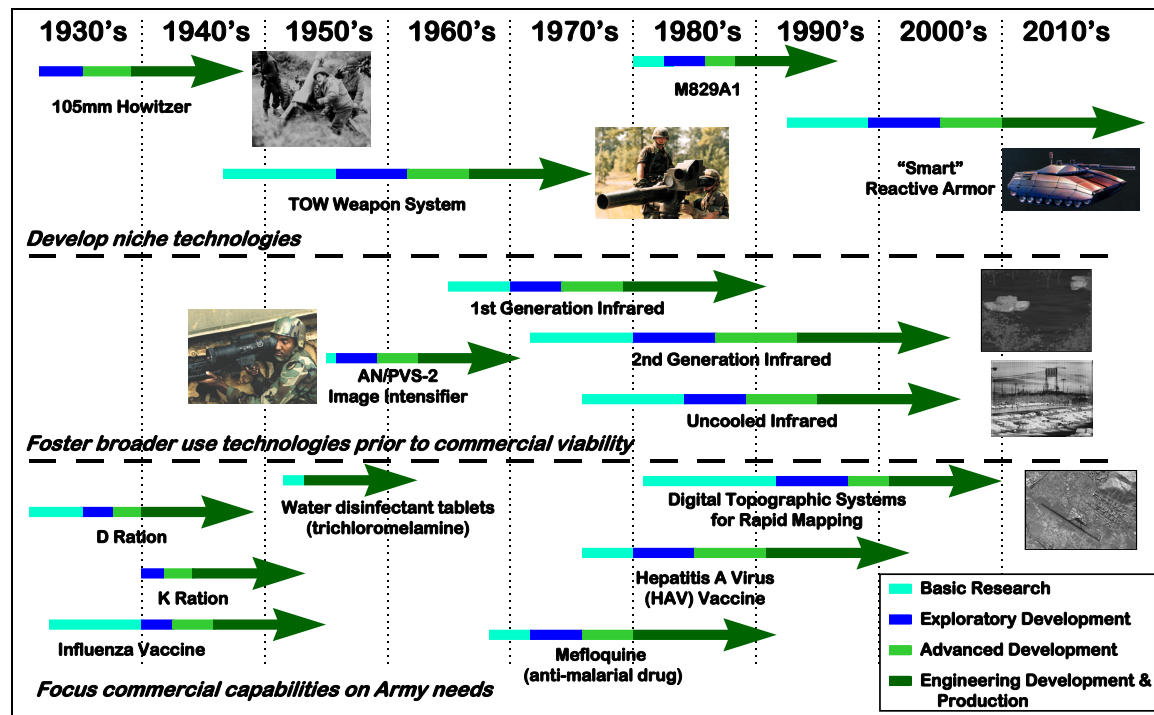 1930's 1940's 1950's 1960's 1970's 1980's 1990's 2000's 2010's
105mm Howitzer
M829A1
TOW Weapon System
“Smart”
Reactive Armor
Develop niche technologies
1st Generation Infrared
2nd Generation Infrared
AN/PVS-2
Image Intensifier
Uncooled Infrared
Foster broader use technologies prior to commercial viability
Water disinfectant tablets
(trichloromelamine)
Digital Topographic Systems
for Rapid Mapping
D Ration
K Ration
Hepatitis A Virus
(HAV) Vaccine
Influenza Vaccine
Mefloquine
(anti-malarial drug)
Focus commercial capabilities on Army needs
Basic Research
Exploratory Development
Advanced Development
Engineering Development &
Production